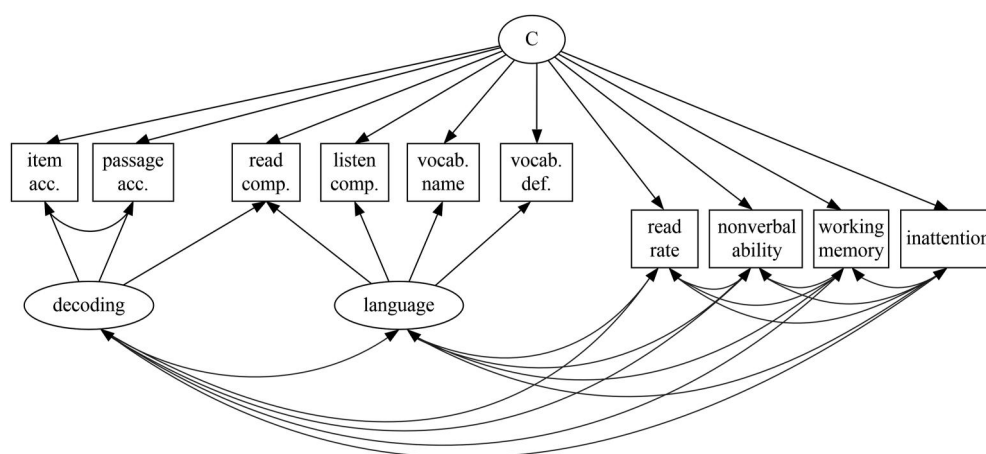 C
item
acc.
passage
acc.
read
comp.
listen
comp.
vocab.
name
vocab.
def.
read
rate
nonverbal
ability
working
memory
inattention
decoding
language